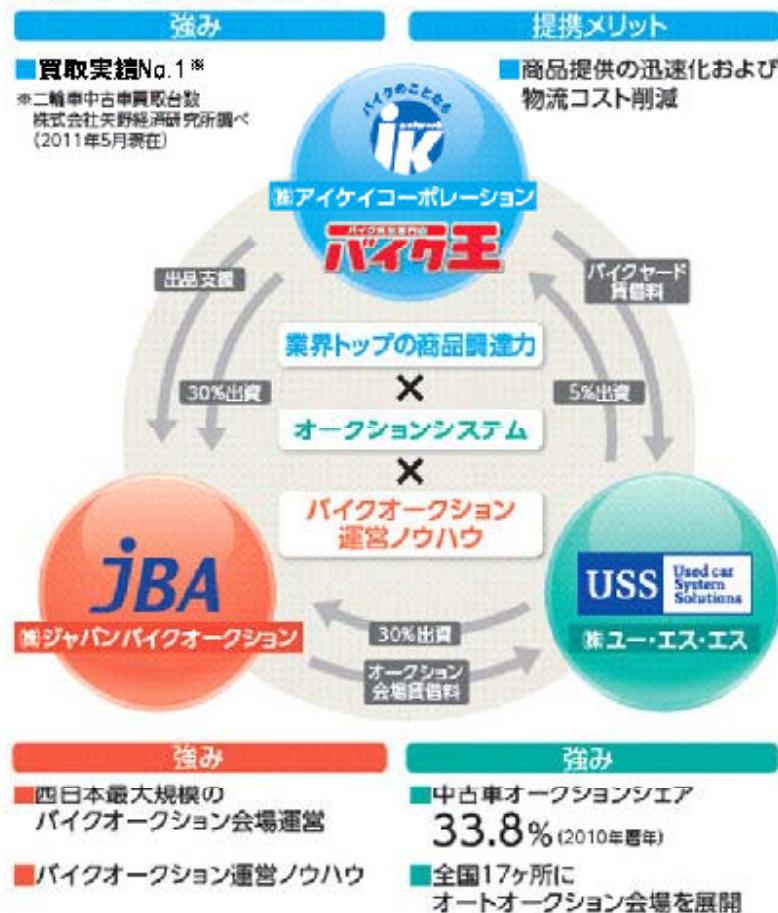 強み
提携メリット
■買取実績No.1※
※二輪車中古車買取台数
株式会社矢野経済研究所調べ
(2011年5月現在)
■商品提供の迅速化および
物流コスト削減
バイクのことなら
iK
network
㈱アイケイコーポレーション
バイク買取専門の
バイク王
出品支援
30%出資
バイクヤード
賃借料
5%出資
業界トップの商品調達力
×
オークションシステム
×
バイクオークション
運営ノウハウ
JBA
㈱ジャパンバイクオークション
USS
Used car
System
Solutions
㈱ユー・エス・エス
30%出資
オークション
会場賃借料
強み
■西日本最大規模の
バイクオークション会場運営
■バイクオークション運営ノウハウ
強み
■中古車オークションシェア
33.8%(2010年暦年)
■全国17ヶ所に
オートオークション会場を展開